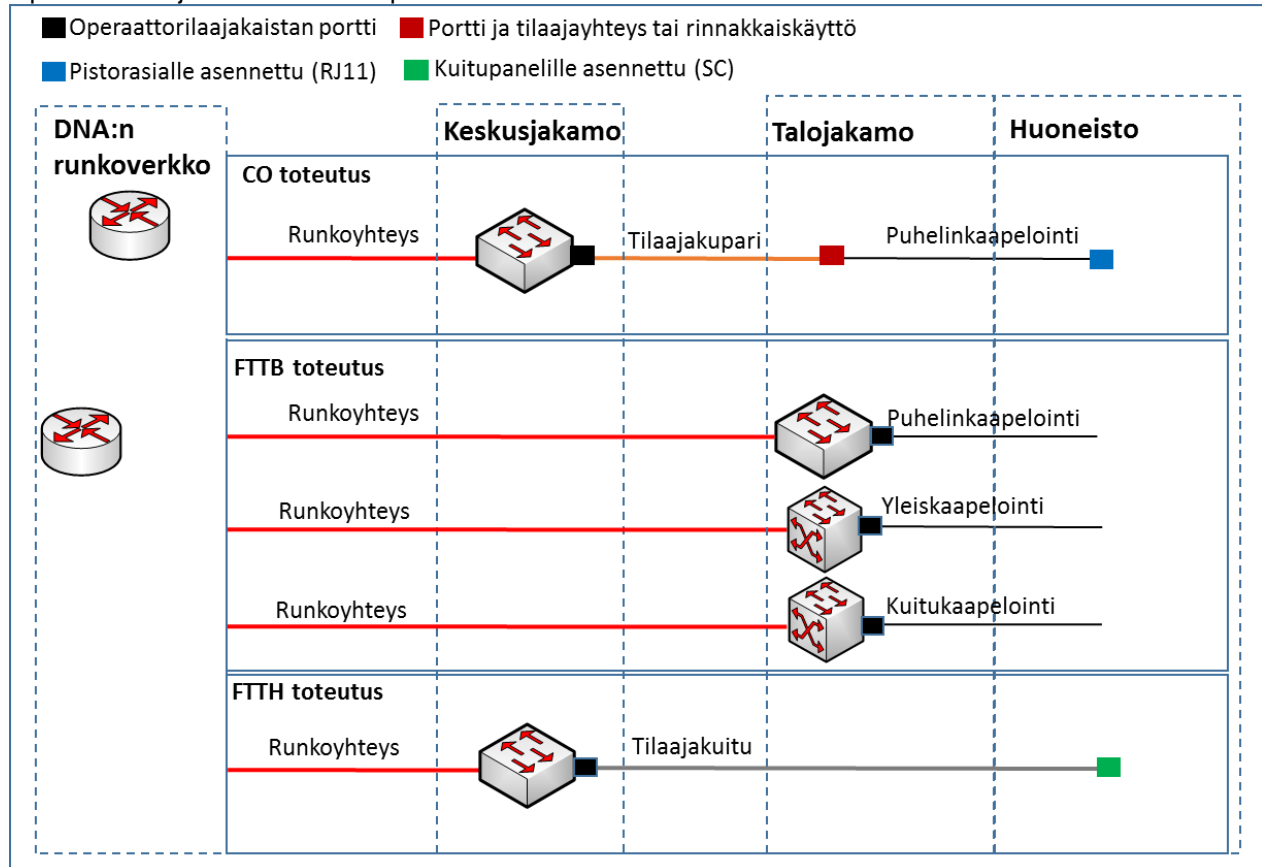 Operaattorilaajakaistan portti
Portti ja tilaajayhteys tai rinnakkaiskäyttö
Pistorasialle asennettu (RJ11)
Kuitupanelille asennettu (SC)
DNA:n
runkoverkko
Keskusjakamo
Talojakamo
Huoneisto
CO toteutus
Runkoyhteys
Tilaajakupari
Puhelinkaapelointi
FTTB toteutus
Runkoyhteys
Puhelinkaapelointi
Runkoyhteys
Yleiskaapelointi
Runkoyhteys
Kuitukaapelointi
FTTH toteutus
Runkoyhteys
Tilaajakuitu